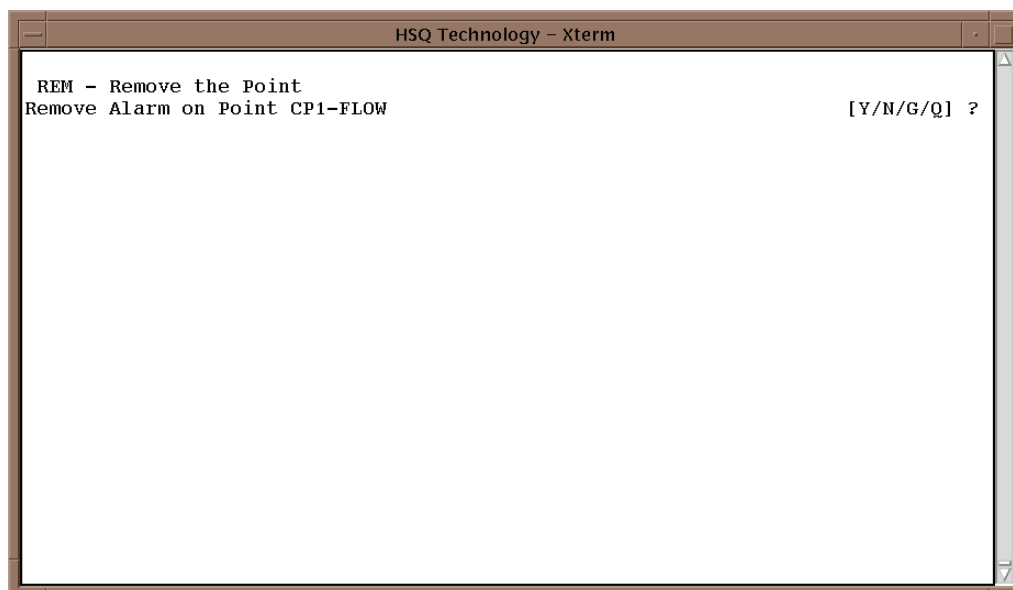 HSQ Technology – Xterm
REM – Remove the Point
Remove Alarm on Point CP1-FLOW [Y/N/G/Q] ?